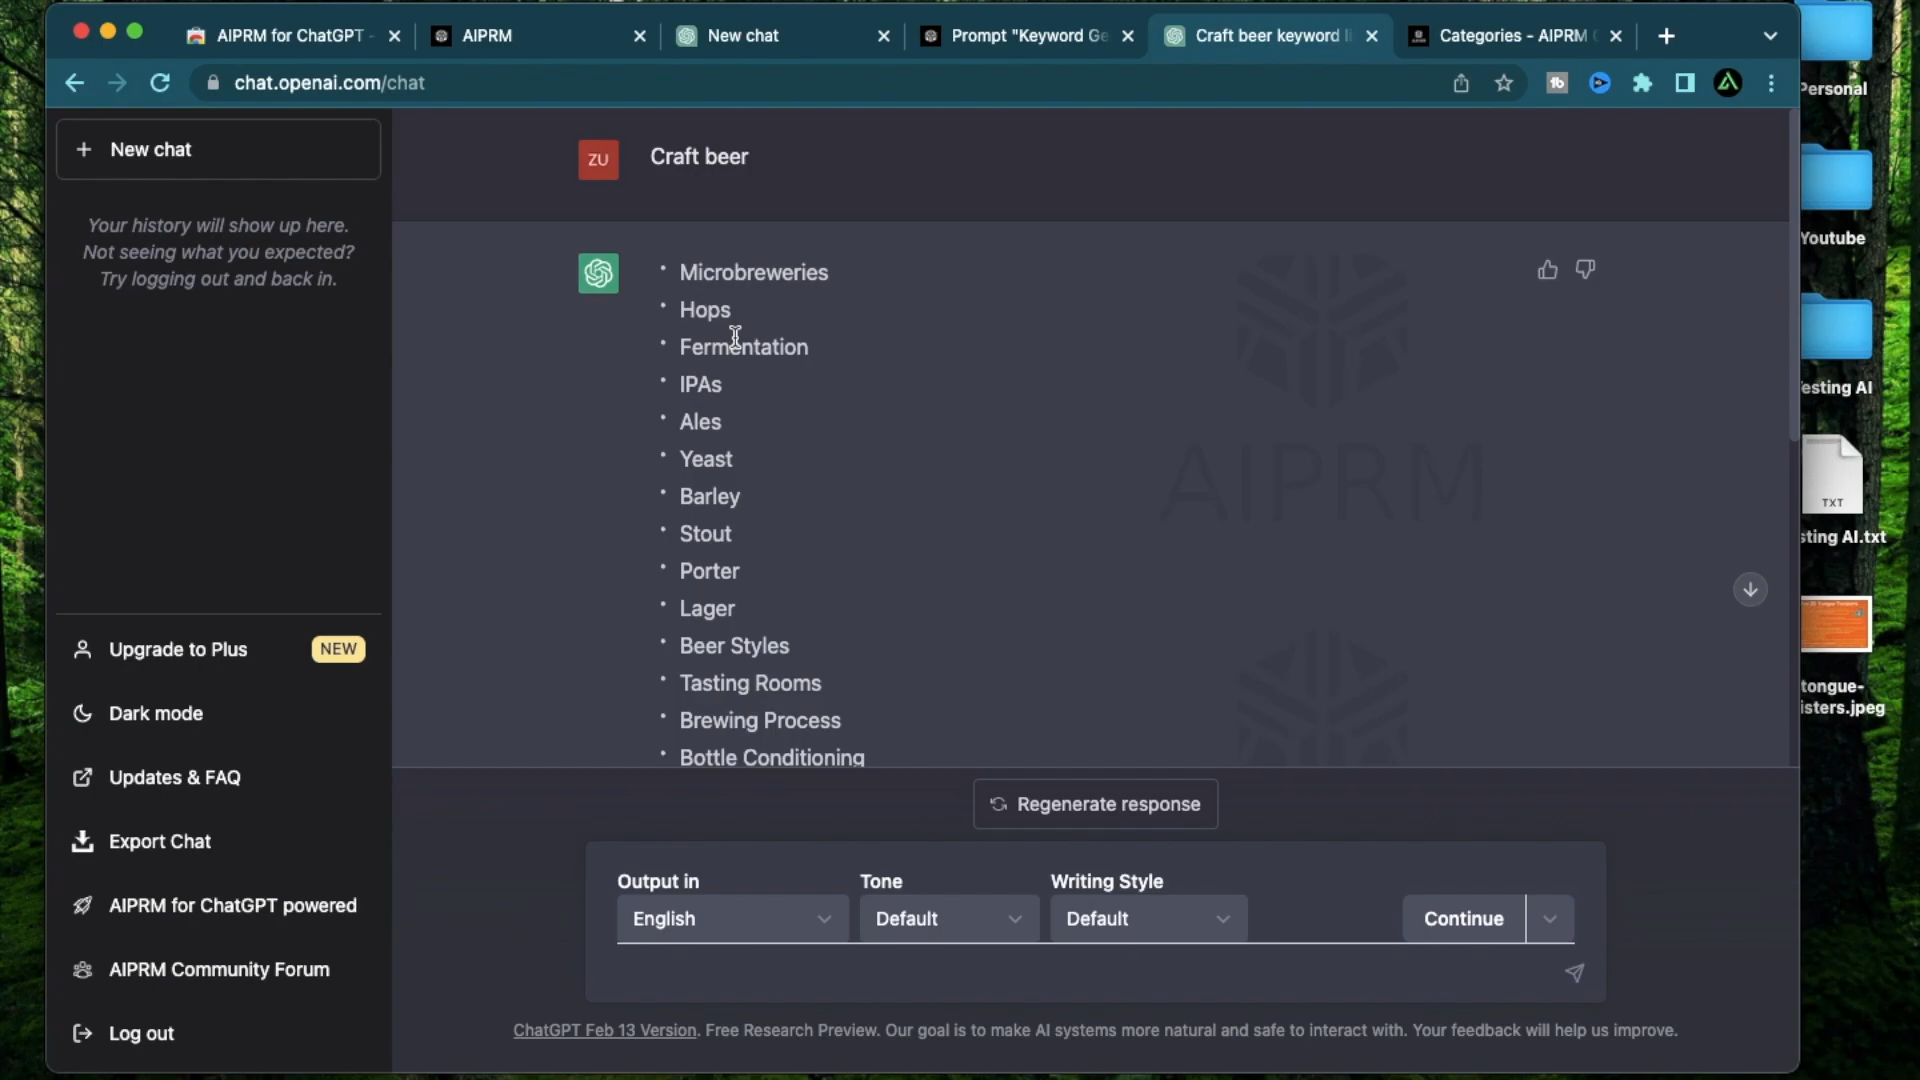 AIPRM for ChatGPT -
AIPRM
New chat
Prompt "Keyword Ge
Craft beer keyword li
Categories - AIPRM
chat.openai.com/chat
Personal
New chat
Your history will show up here.
Not seeing what you expected?
Try logging out and back in.
ZU
Craft beer
Microbreweries
Hops
Fermentation
IPAs
Ales
Yeast
Barley
Stout
Porter
Lager
Beer Styles
Tasting Rooms
Brewing Process
Bottle Conditioning
AIPRM
Youtube
esting AI
TXT
sting AI.txt
tongue-
isters.jpeg
Upgrade to Plus
NEW
Dark mode
Updates & FAQ
Export Chat
AIPRM for ChatGPT powered
AIPRM Community Forum
Log out
Regenerate response
Output in
Tone
Writing Style
English
Default
Default
Continue
ChatGPT Feb 13 Version. Free Research Preview. Our goal is to make AI systems more natural and safe to interact with. Your feedback will help us improve.